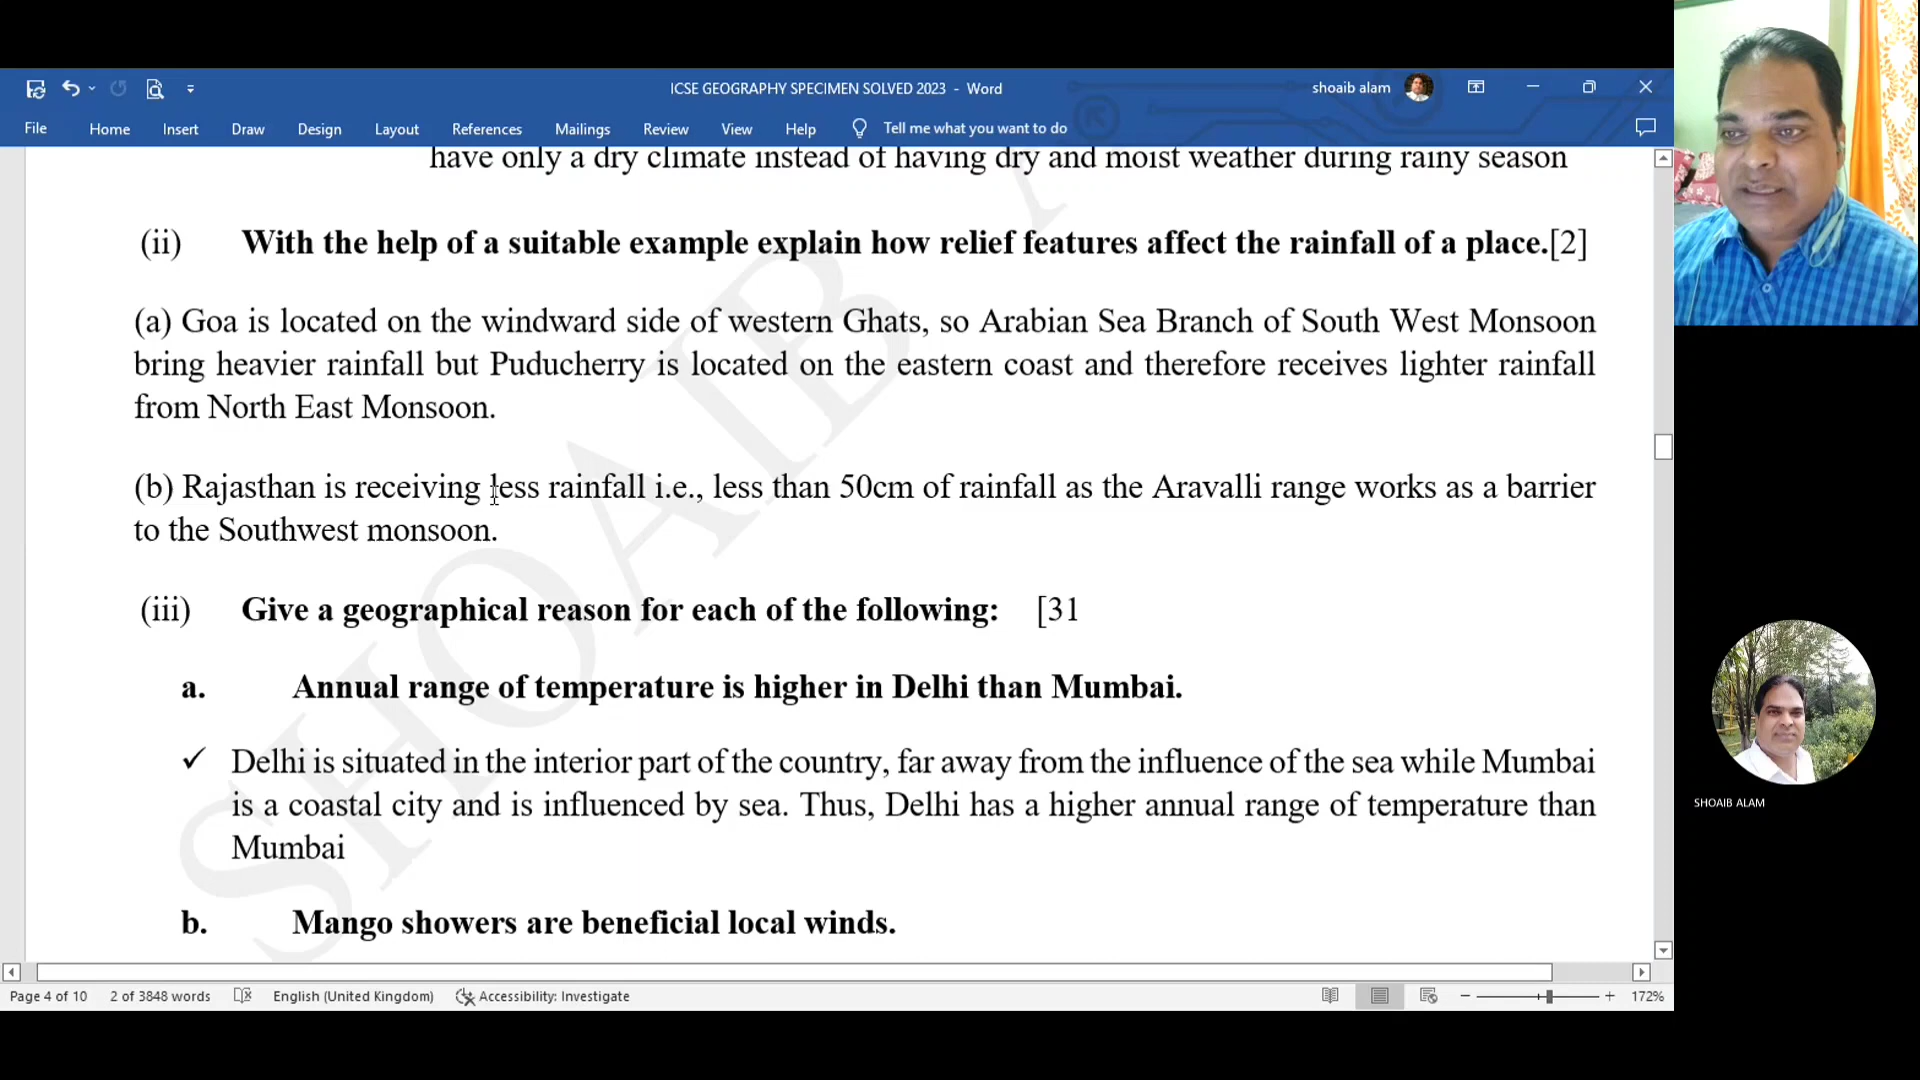 ICSE GEOGRAPHY SPECIMEN SOLVED 2023 - Word
shoaib alam
File Home Insert Draw Design Layout References Mailings Review View Help Tell me what you want to do
have only a dry climate instead of having dry and moist weather during rainy season
(ii) With the help of a suitable example explain how relief features affect the rainfall of a place.[2]
(a) Goa is located on the windward side of western Ghats, so Arabian Sea Branch of South West Monsoon
bring heavier rainfall but Puducherry is located on the eastern coast and therefore receives lighter rainfall
from North East Monsoon.
(b) Rajasthan is receiving less rainfall i.e., less than 50cm of rainfall as the Aravalli range works as a barrier
to the Southwest monsoon.
(iii) Give a geographical reason for each of the following: [31
a. Annual range of temperature is higher in Delhi than Mumbai.
✓ Delhi is situated in the interior part of the country, far away from the influence of the sea while Mumbai
is a coastal city and is influenced by sea. Thus, Delhi has a higher annual range of temperature than
Mumbai
b. Mango showers are beneficial local winds.
SHOAIB A
Page 4 of 10 2 of 3848 words English (United Kingdom) Accessibility: Investigate 172%
SHOAIB ALAM